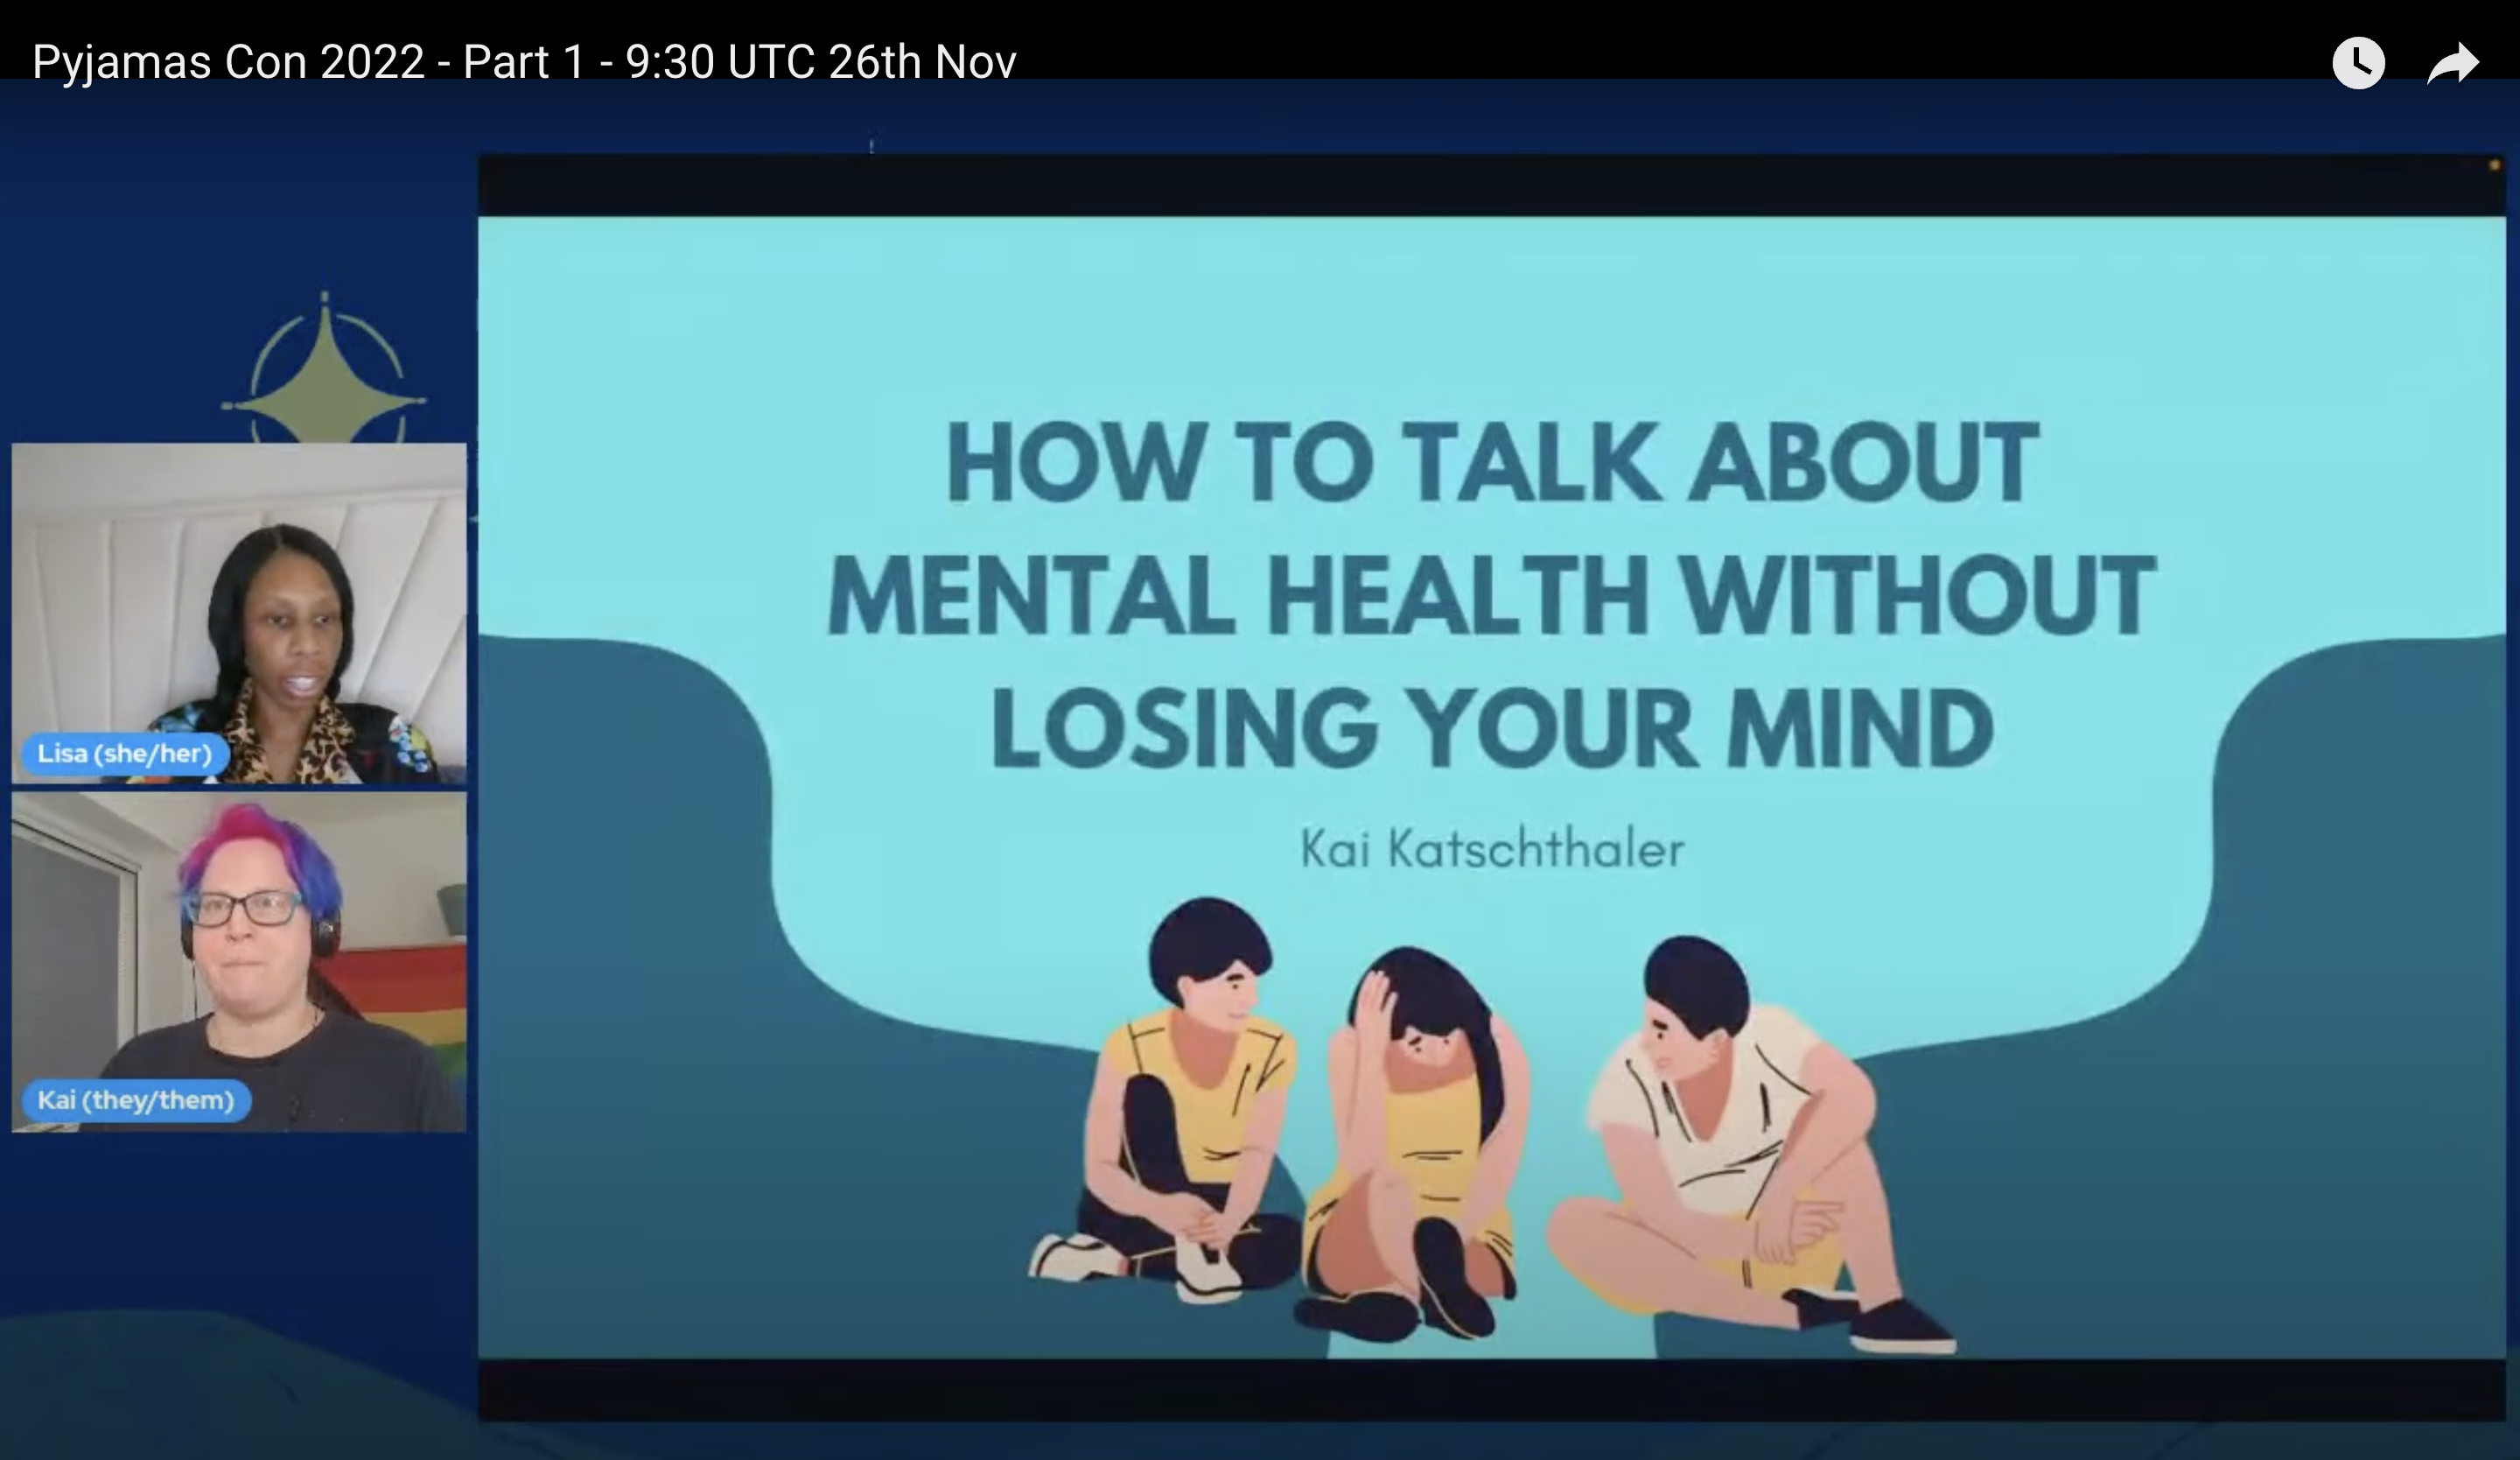 Pyjamas Con 2022 - Part 1 - 9:30 UTC 26th Nov
HOW TO TALK ABOUT
MENTAL HEALTH WITHOUT
LOSING YOUR MIND
Kai Katschthaler
Lisa (she/her)
Kai (they/them)